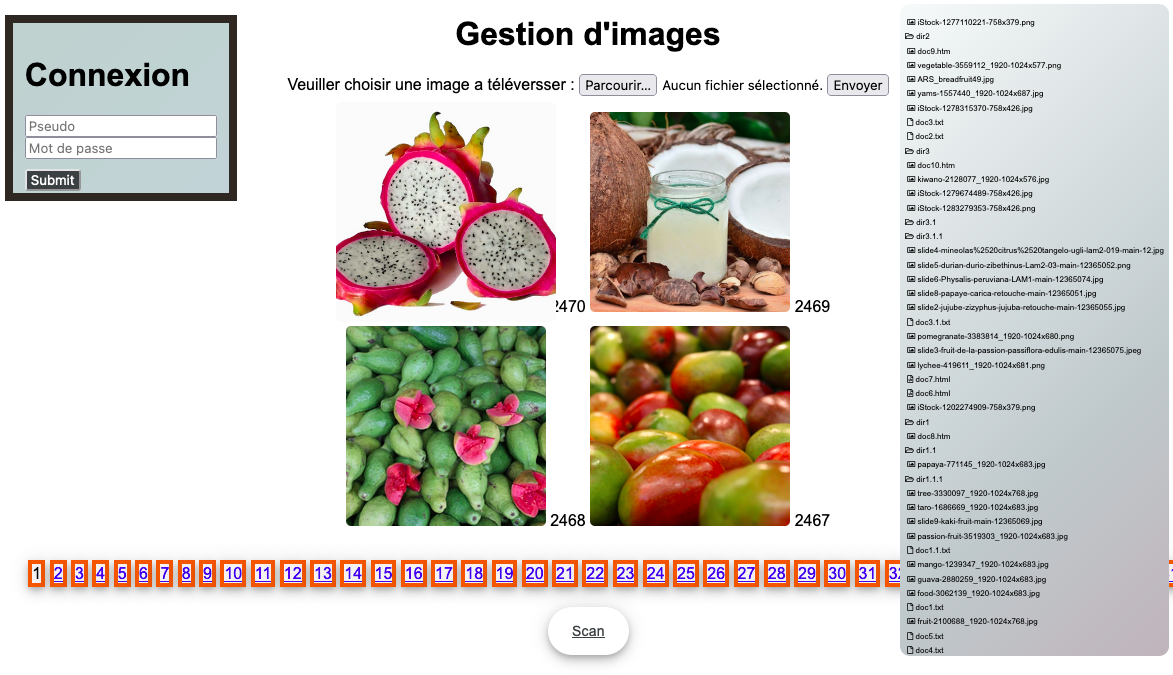 Connexion
Pseudo
Mot de passe
Submit
Gestion d'images
Veuiller choisir une image a téléversser : Parcourir... Aucun fichier sélectionné. Envoyer
2470 2469
2468 2467
1 2 3 4 5 6 7 8 9 10 11 12 13 14 15 16 17 18 19 20 21 22 23 24 25 26 27 28 29 30 31
Scan
iStock-1277110221-758x379.png
dir2
doc9.htm
vegetable-3559112_1920-1024x577.png
ARS_breadfruit49.jpg
yams-1557440_1920-1024x687.jpg
iStock-1278315370-758x426.jpg
doc3.txt
doc2.txt
dir3
doc10.htm
kiwano-2128077_1920-1024x576.jpg
iStock-1279674489-758x426.jpg
iStock-1283279353-758x426.png
dir3.1
dir3.1.1
slide4-mineolas%2520citrus%2520tangelo-ugli-lam2-019-main-12.jpg
slide5-durian-durio-zibethinus-Lam2-03-main-12365052.png
slide6-Physalis-peruviana-LAM1-main-12365074.jpg
slide8-papaye-carica-retouche-main-12365051.jpg
slide2-jujube-zizyphus-jujuba-retouche-main-12365055.jpg
doc3.1.txt
pomegranate-3383814_1920-1024x680.png
slide3-fruit-de-la-passion-passiflora-edulis-main-12365075.jpeg
lychee-419611_1920-1024x681.png
doc7.html
doc6.html
iStock-1202274909-758x379.png
dir1
doc8.htm
dir1.1
papaya-771145_1920-1024x683.jpg
dir1.1.1
tree-3330097_1920-1024x768.jpg
taro-1686669_1920-1024x683.jpg
slide9-kaki-fruit-main-12365069.jpg
passion-fruit-3519303_1920-1024x683.jpg
doc1.1.txt
mango-1239347_1920-1024x683.jpg
guava-2880259_1920-1024x683.jpg
food-3062139_1920-1024x683.jpg
doc1.txt
fruit-2100688_1920-1024x768.jpg
doc5.txt
doc4.txt